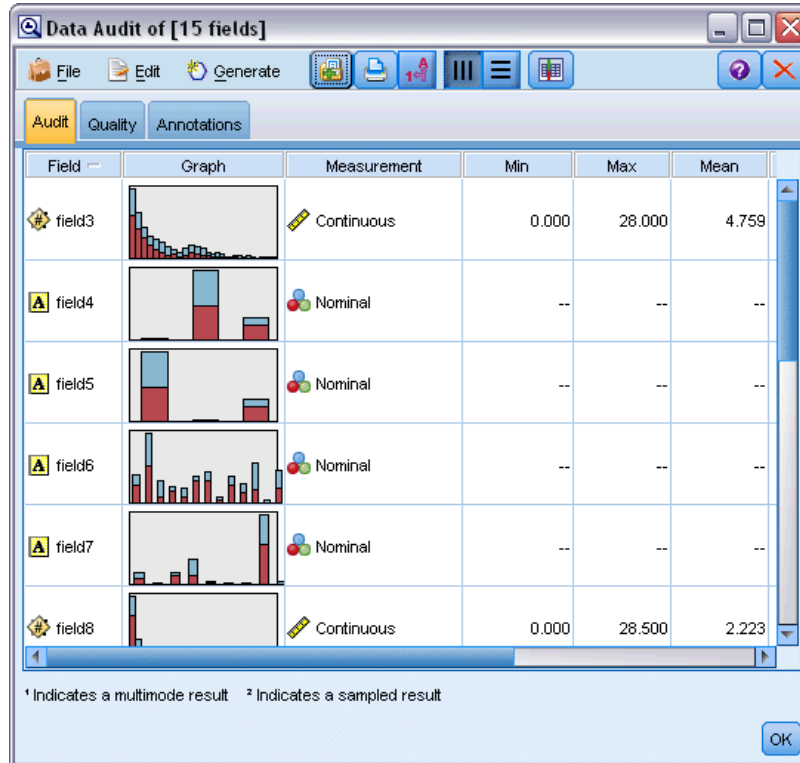 Data Audit of [15 fields]
File Edit Generate
Audit Quality Annotations
Field Graph Measurement Min Max Mean
field3 Continuous 0.000 28.000 4.759
A field4 Nominal -- -- --
A field5 Nominal -- -- --
A field6 Nominal -- -- --
A field7 Nominal -- -- --
field8 Continuous 0.000 28.500 2.223
¹ Indicates a multimode result ² Indicates a sampled result
OK